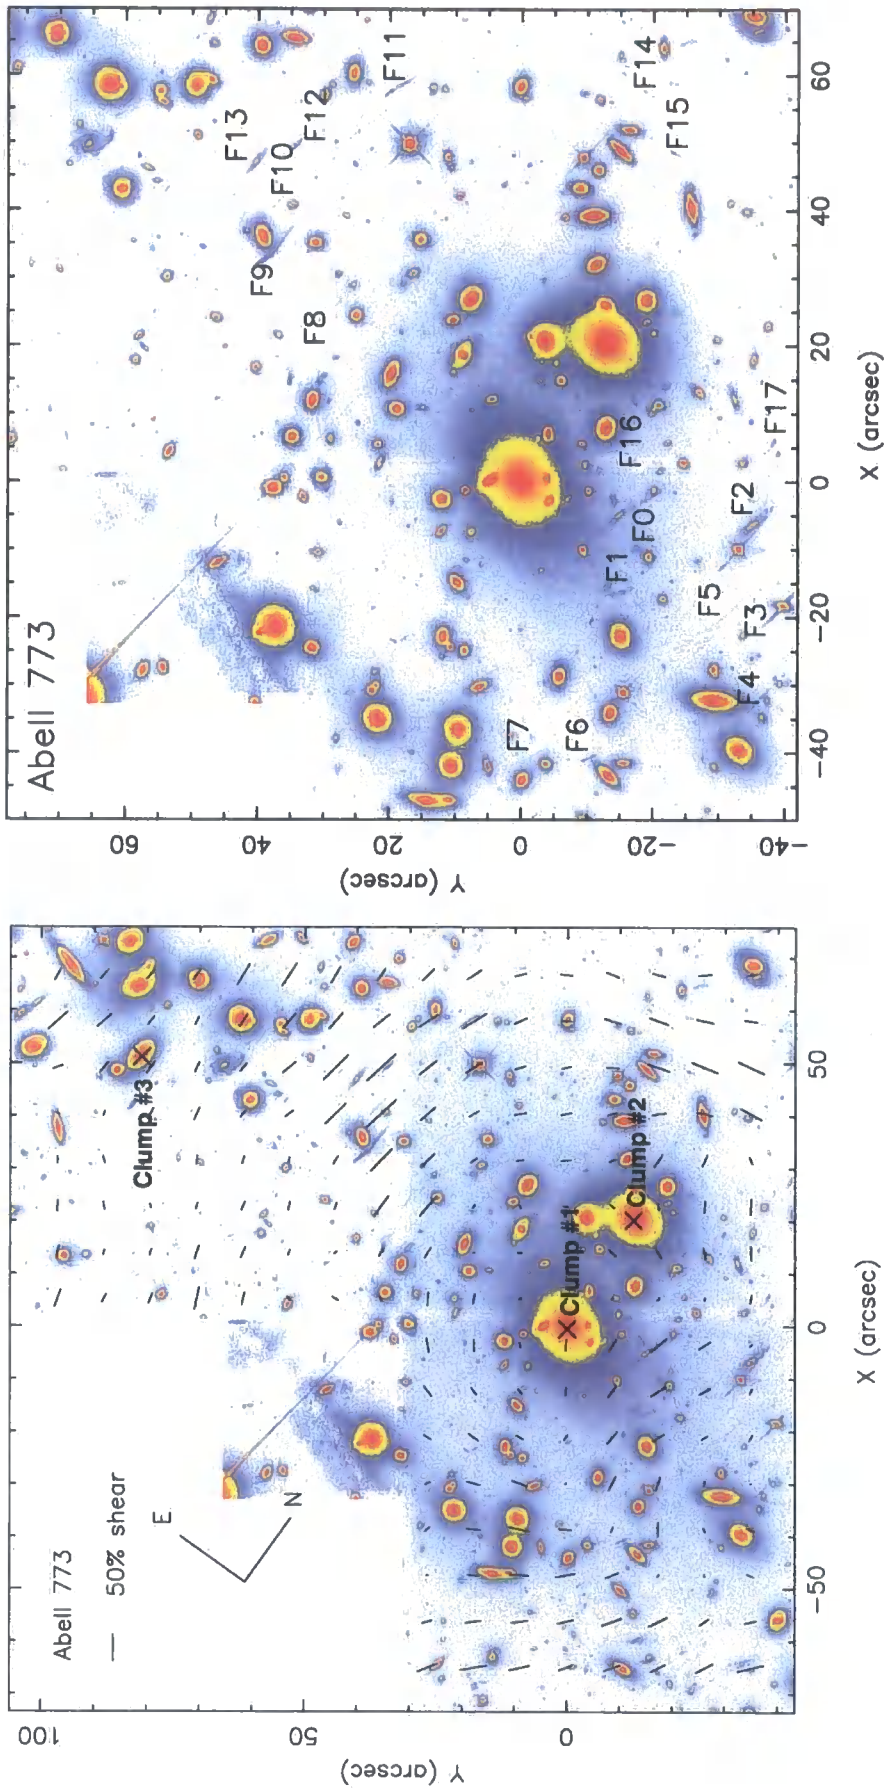 Abell 773
50% shear
E
N
Clump #3
Clump #1
Clump #2
100
50
0
Y (arcsec)
−50
0
50
X (arcsec)
Abell 773
F13
F10
F12
F11
F9
F8
F14
F15
F7
F6
F1
F0
F16
F5
F2
F17
F3
F4
60
40
20
0
−20
−40
Y (arcsec)
−40
−20
0
20
40
60
X (arcsec)